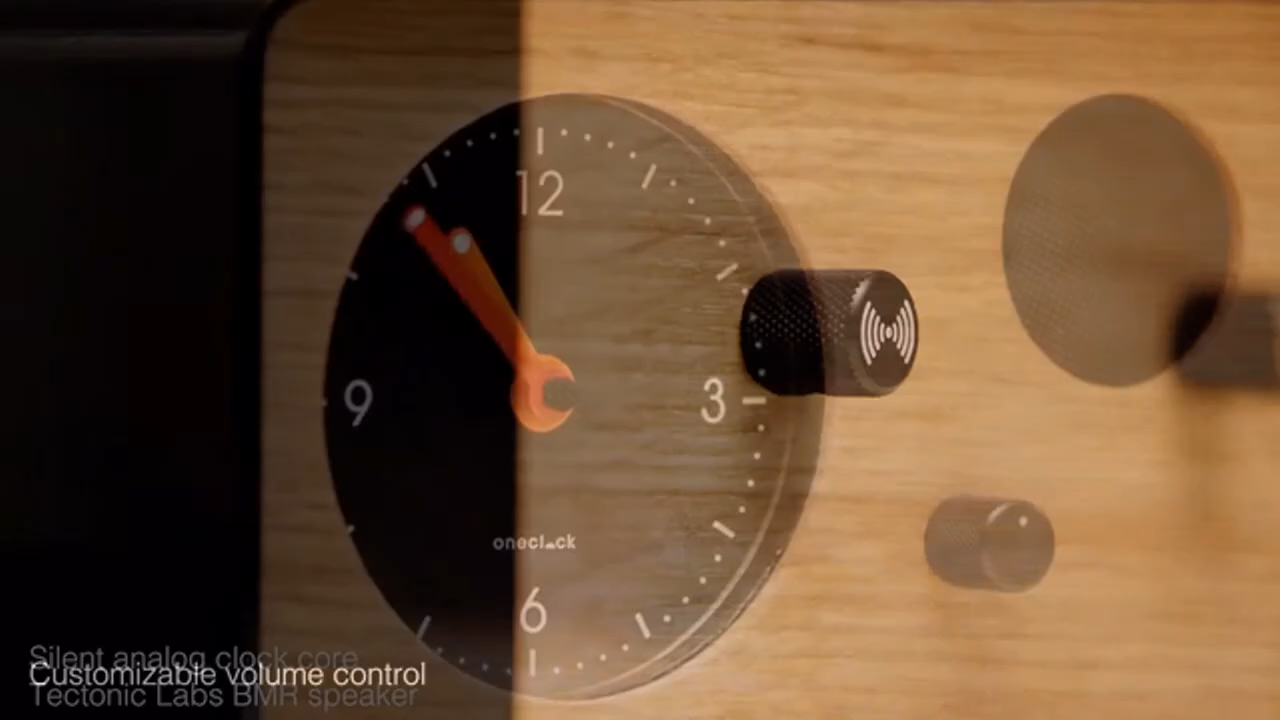 12
9
3
oneclock
6
Silent analog clock core
Customizable volume control
Tectonic Labs BMR speaker